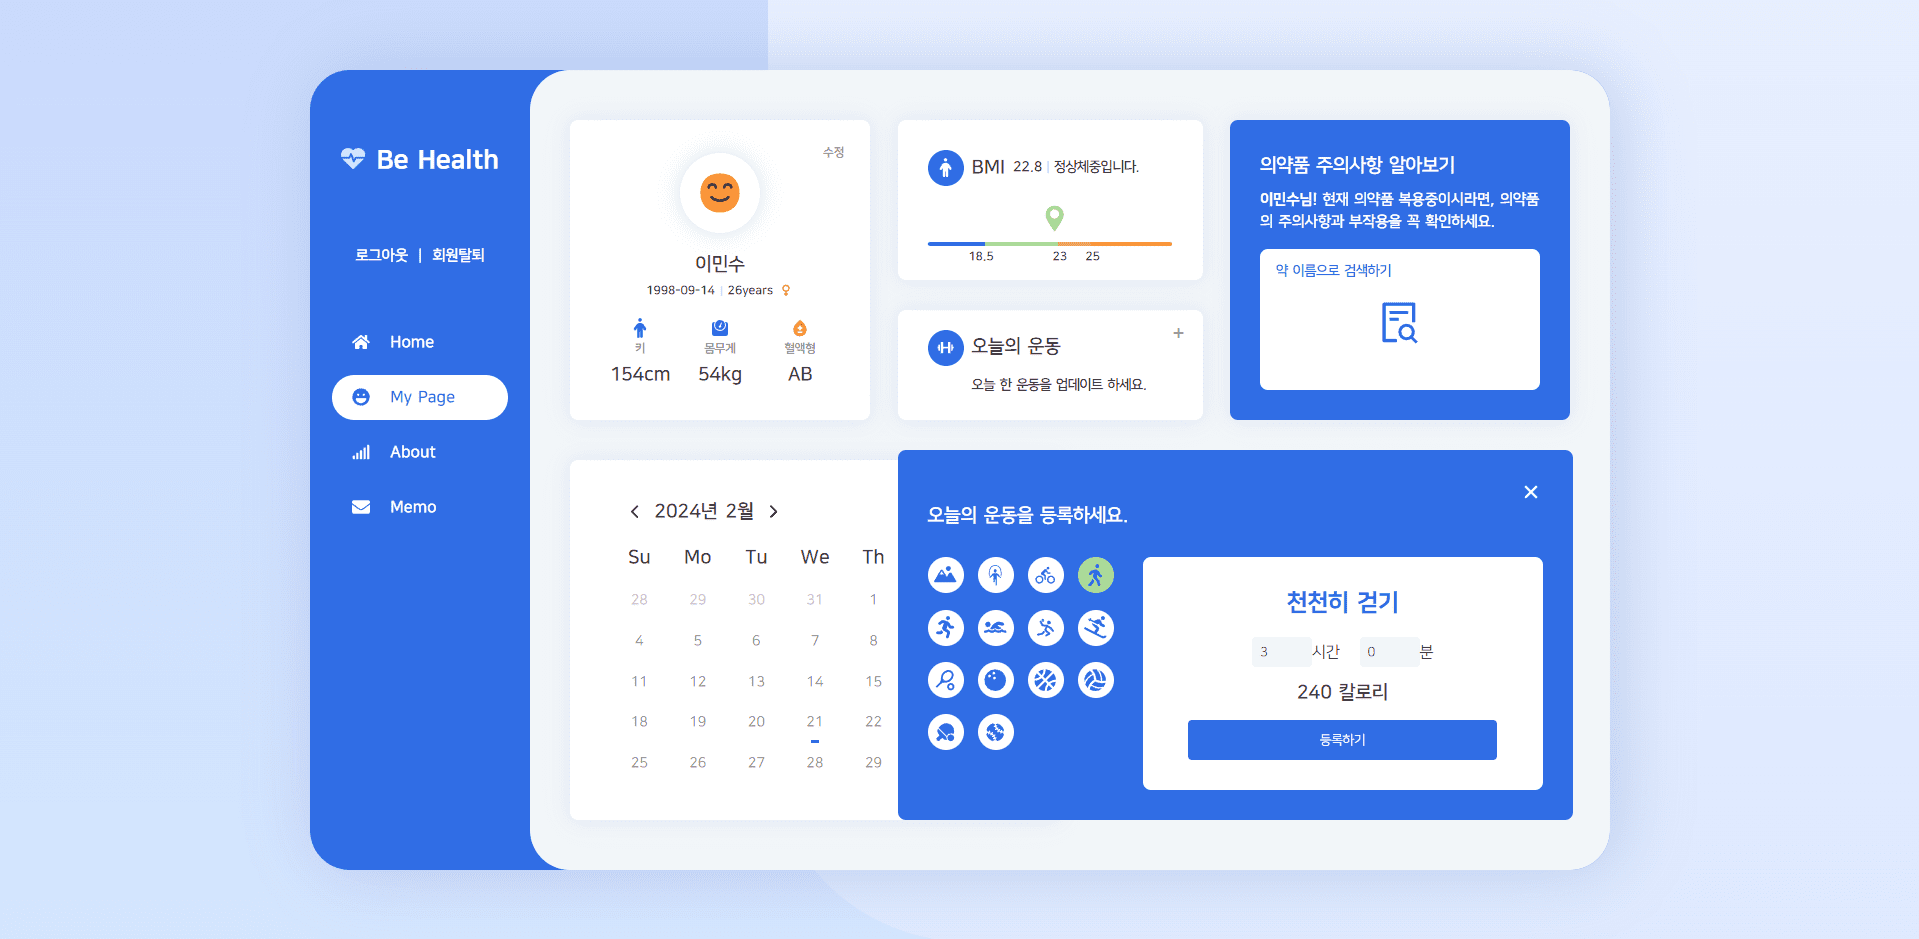 Be Health
로그아웃 | 회원탈퇴
Home
My Page
About
Memo
수정
이민수
1998-09-14 | 26years
키 몸무게 혈액형
154cm 54kg AB
BMI 22.8 | 정상체중입니다.
18.5 23 25
오늘의 운동
+
오늘 한 운동을 업데이트 하세요.
의약품 주의사항 알아보기
이민수님! 현재 의약품 복용중이시라면, 의약품
의 주의사항과 부작용을 꼭 확인하세요.
약 이름으로 검색하기
2024년 2월
Su Mo Tu We Th
28 29 30 31 1
4 5 6 7 8
11 12 13 14 15
18 19 20 21 22
25 26 27 28 29
오늘의 운동을 등록하세요.
천천히 걷기
3 시간 0 분
240 칼로리
등록하기